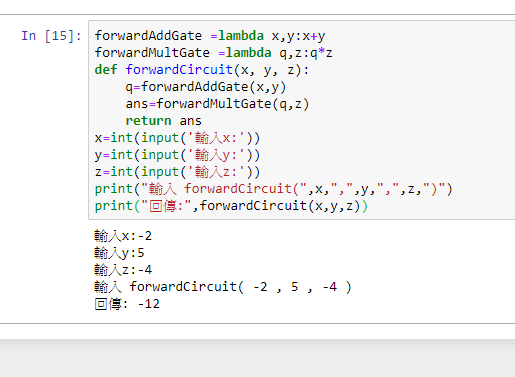 In [15]: forwardAddGate =lambda x,y:x+y
forwardMultGate =lambda q,z:q*z
def forwardCircuit(x, y, z):
    q=forwardAddGate(x,y)
    ans=forwardMultGate(q,z)
    return ans
x=int(input('輸入x:'))
y=int(input('輸入y:'))
z=int(input('輸入z:'))
print("輸入 forwardCircuit(",x,",",y,",",z,")")
print("回傳:",forwardCircuit(x,y,z))
輸入x:-2
輸入y:5
輸入z:-4
輸入 forwardCircuit( -2 , 5 , -4 )
回傳: -12